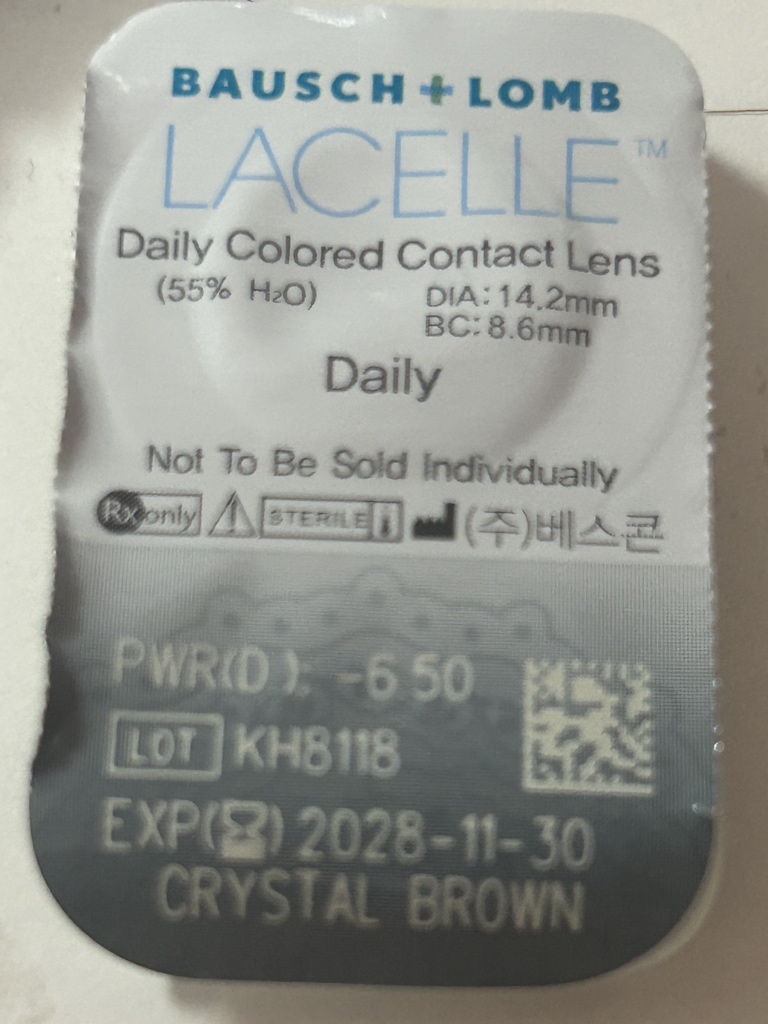 BAUSCH + LOMB
LACELLE™
Daily Colored Contact Lens
(55% H₂O) DIA: 14.2mm
BC: 8.6mm
Daily
Not To Be Sold Individually
Rx only STERILE (주)베스콘
PWR(D): -6.50
LOT KH8118
EXP 2028-11-30
CRYSTAL BROWN